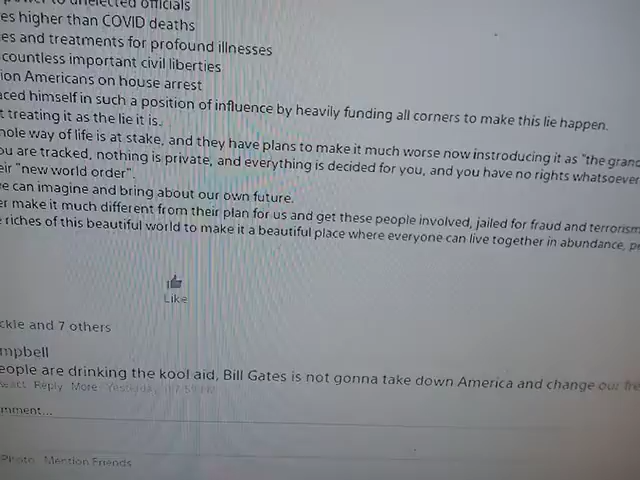 unelected officials
es higher than COVID deaths
es and treatments for profound illnesses
countless important civil liberties
ion Americans on house arrest
aced himself in such a position of influence by heavily funding all corners to make this lie happen.
t treating it as the lie it is.
hole way of life is at stake, and they have plans to make it much worse now instroducing it as "the grand
ou are tracked, nothing is private, and everything is decided for you, and you have no rights whatsoever
eir "new world order".
e can imagine and bring about our own future.
er make it much different from their plan for us and get these people involved, jailed for fraud and terrorism
e riches of this beautiful world to make it a beautiful place where everyone can live together in abundance, p
Like
ckle and 7 others
mpbell
eople are drinking the kool aid, Bill Gates is not gonna take down America and change our fre
Reply More Yesterday
mment...
Photo Mention Friends